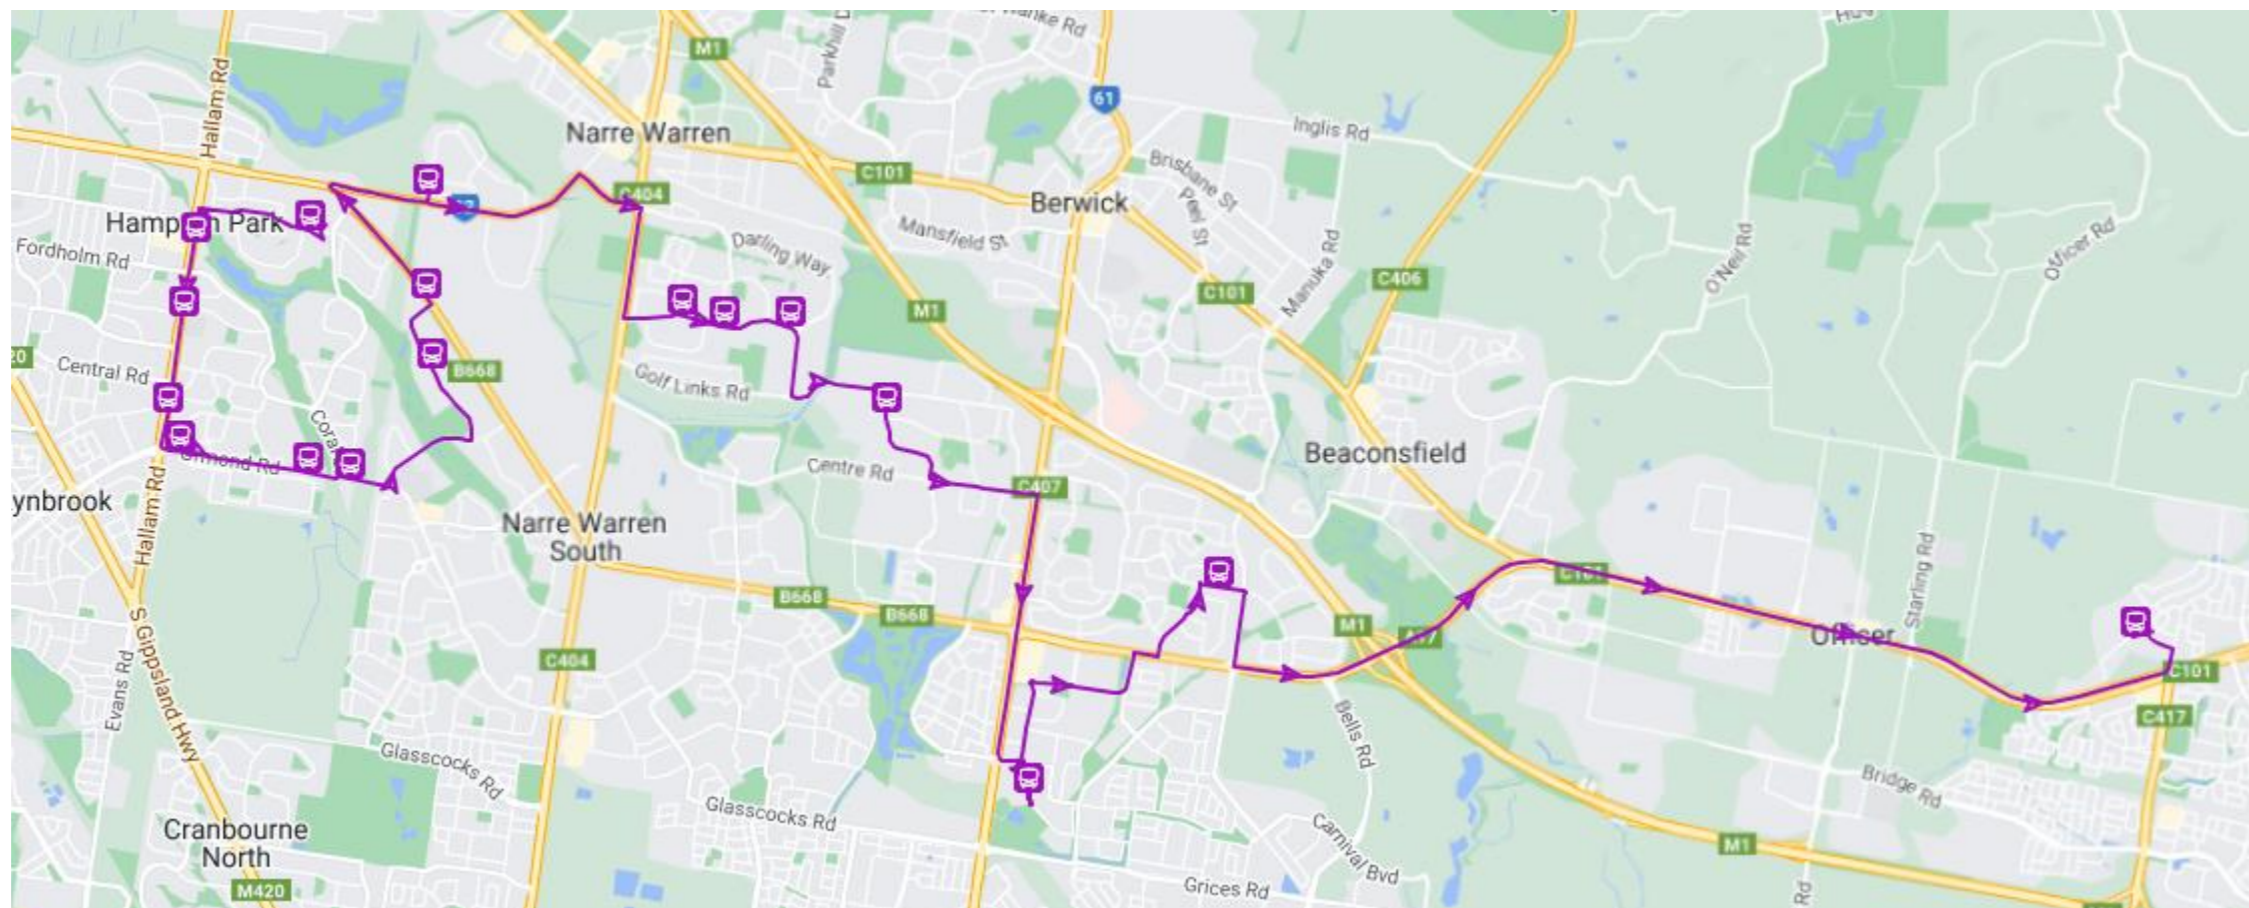 M1
Hallam Rd
Parkhill
61
Narre Warren
Inglis Rd
C101
Brisbane St
Peel St
C404
Berwick
Hampton Park
Mansfield St
Darling Way
Fordholm Rd
Manuka Rd
C406
O'Neil Rd
Officer Rd
C101
M1
20
Central Rd
B668
Golf Links Rd
Beaconsfield
Ormond Rd
Centre Rd
C407
ynbrook
Hallam Rd
Narre Warren
South
C101
Starling Rd
B668
B668
M1
Officer
C404
S Gippsland Hwy
Evans Rd
C101
C417
Bells Rd
Glasscocks Rd
Bridge Rd
Glasscocks Rd
Cranbourne
North
Carnival Bvd
M1
M420
Grices Rd
Rd